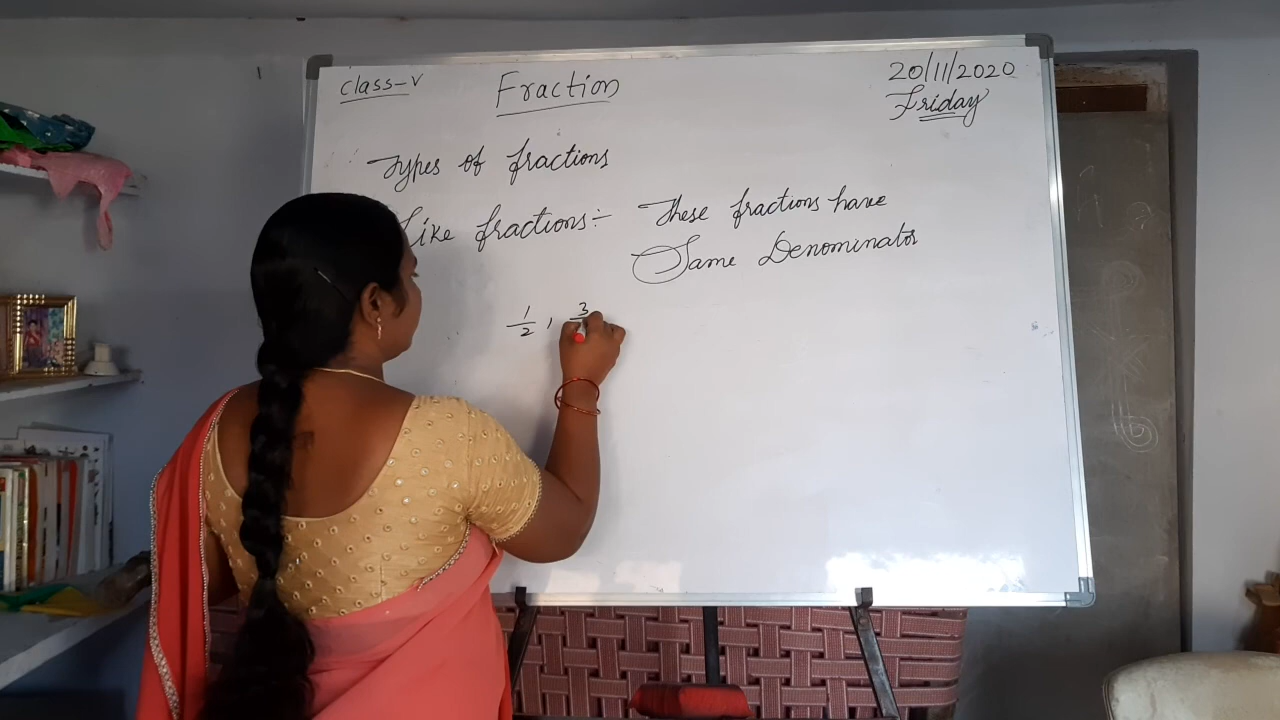 class-V
Fraction
20/11/2020
Friday
Types of fractions
Like fractions:- These fractions have
Same Denominator
1/2, 3